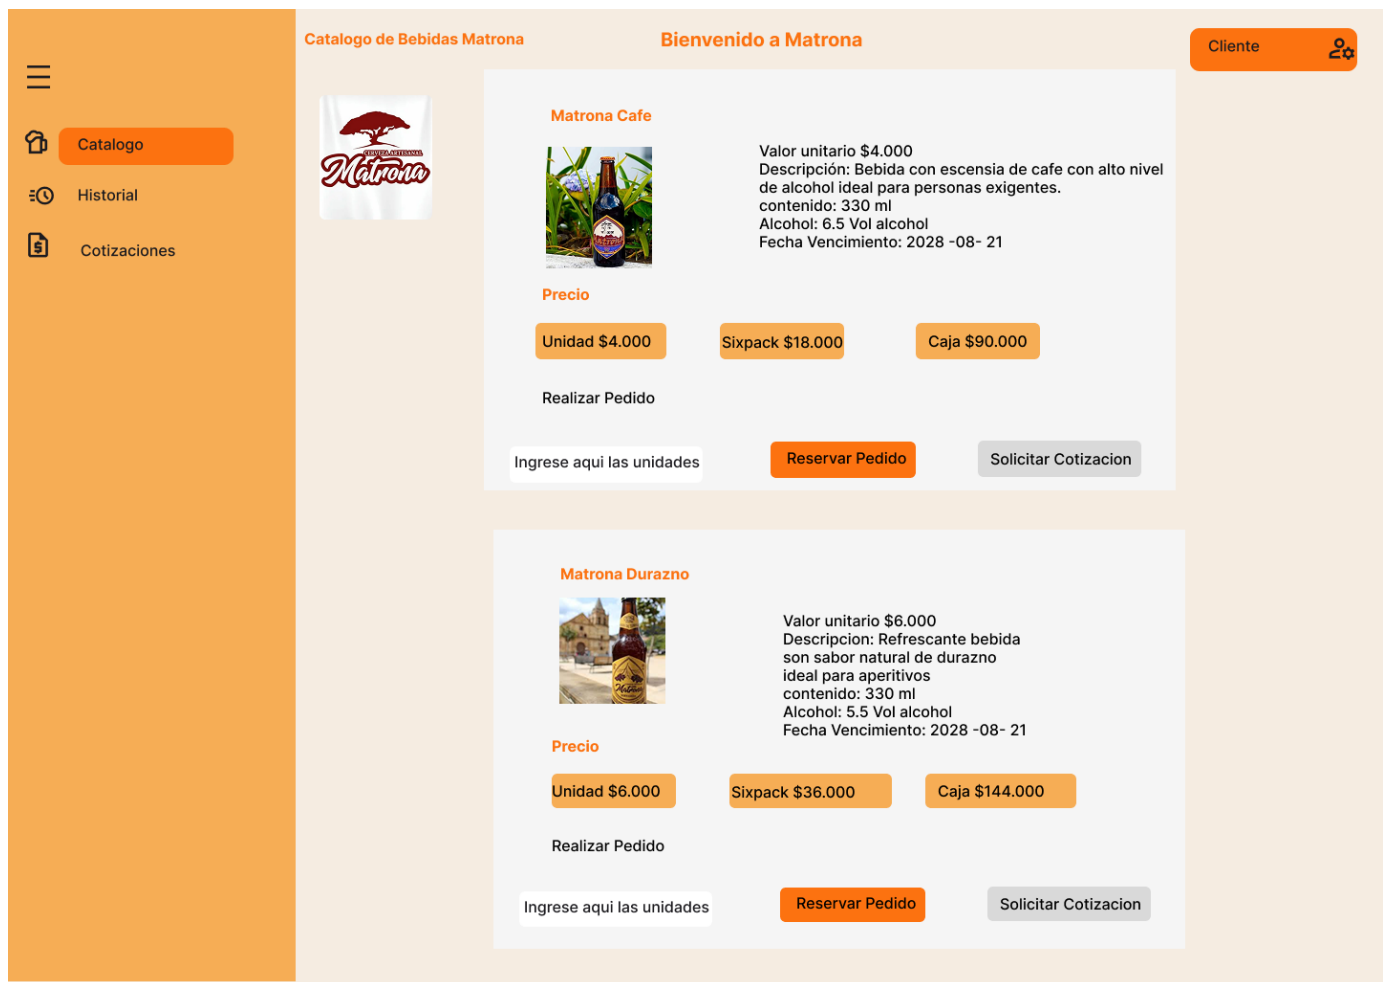 Catalogo de Bebidas Matrona
Bienvenido a Matrona
Cliente
Catalogo
Historial
Cotizaciones
CERVEZA ARTESANAL
Matrona
Matrona Cafe
Valor unitario $4.000
Descripción: Bebida con escensia de cafe con alto nivel
de alcohol ideal para personas exigentes.
contenido: 330 ml
Alcohol: 6.5 Vol alcohol
Fecha Vencimiento: 2028 -08- 21
Precio
Unidad $4.000
Sixpack $18.000
Caja $90.000
Realizar Pedido
Ingrese aqui las unidades
Reservar Pedido
Solicitar Cotizacion
Matrona Durazno
Matrona
Valor unitario $6.000
Descripcion: Refrescante bebida
son sabor natural de durazno
ideal para aperitivos
contenido: 330 ml
Alcohol: 5.5 Vol alcohol
Fecha Vencimiento: 2028 -08- 21
Precio
Unidad $6.000
Sixpack $36.000
Caja $144.000
Realizar Pedido
Ingrese aqui las unidades
Reservar Pedido
Solicitar Cotizacion